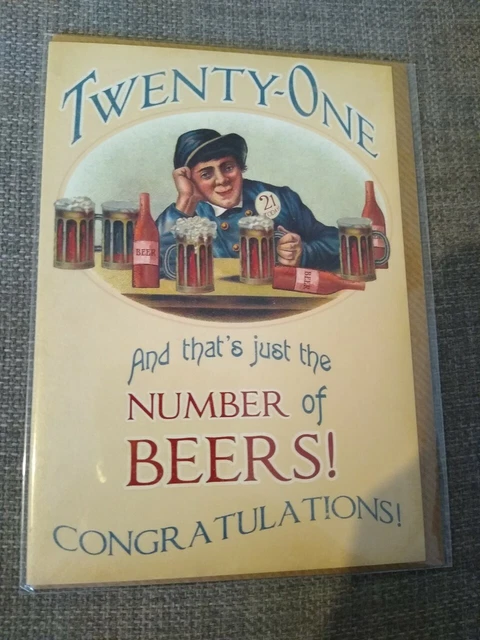 TWENTY-ONE
21
BEER
BEER
And that's just the
NUMBER of
BEERS!
CONGRATULATIONS!